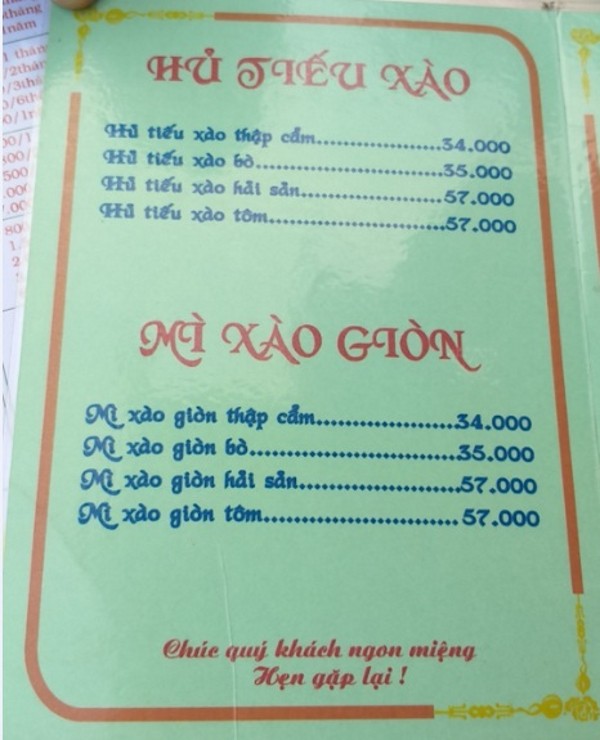 HỦ TIẾU XÀO
Hủ tiếu xào thập cẩm....................34.000
Hủ tiếu xào bò..............................35.000
Hủ tiếu xào hải sản.......................57.000
Hủ tiếu xào tôm............................57.000
MÌ XÀO GIÒN
Mì xào giòn thập cẩm......................34.000
Mì xào giòn bò................................35.000
Mì xào giòn hải sản.........................57.000
Mì xào giòn tôm..............................57.000
Chúc quý khách ngon miệng
Hẹn gặp lại !